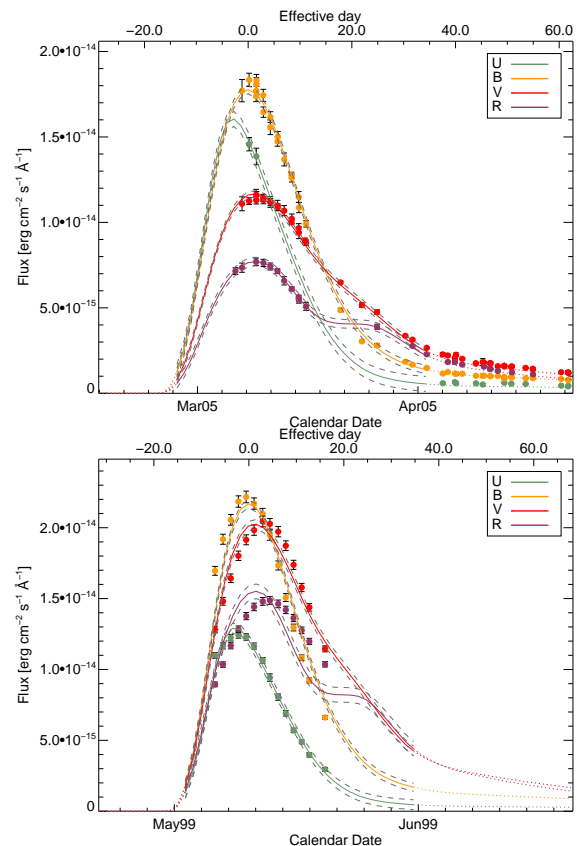 Effective day
−20.0 0.0 20.0 40.0 60.0
2.0•10−14
1.5•10−14
1.0•10−14
5.0•10−15
0
Flux [erg cm−2 s−1 Å−1]
U
B
V
R
Mar05 Apr05
Calendar Date
Effective day
−20.0 0.0 20.0 40.0 60.0
2.0•10−14
1.5•10−14
1.0•10−14
5.0•10−15
0
Flux [erg cm−2 s−1 Å−1]
U
B
V
R
May99 Jun99
Calendar Date